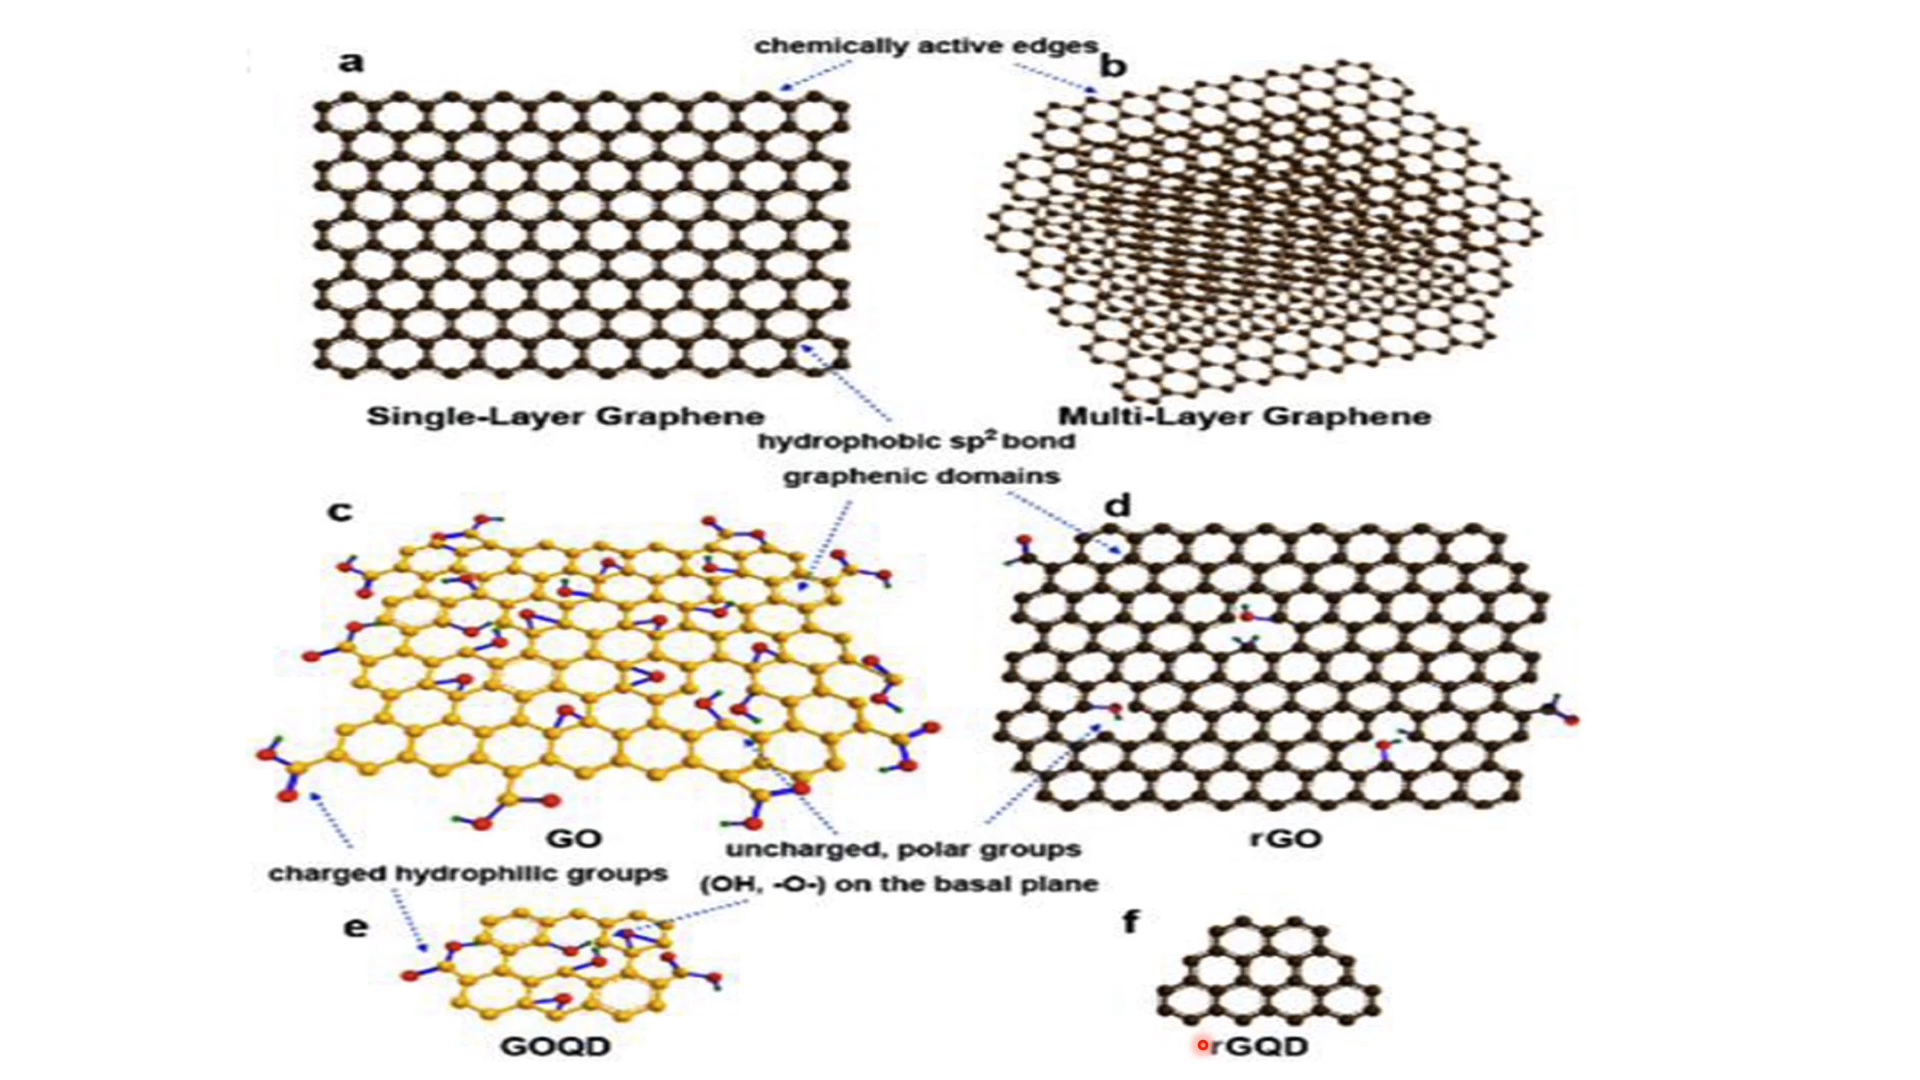 chemically active edges
a
b
Single-Layer Graphene
Multi-Layer Graphene
hydrophobic sp² bond
graphenic domains
c
d
GO
rGO
uncharged, polar groups
(OH, -O-) on the basal plane
charged hydrophilic groups
e
f
GOQD
rGQD